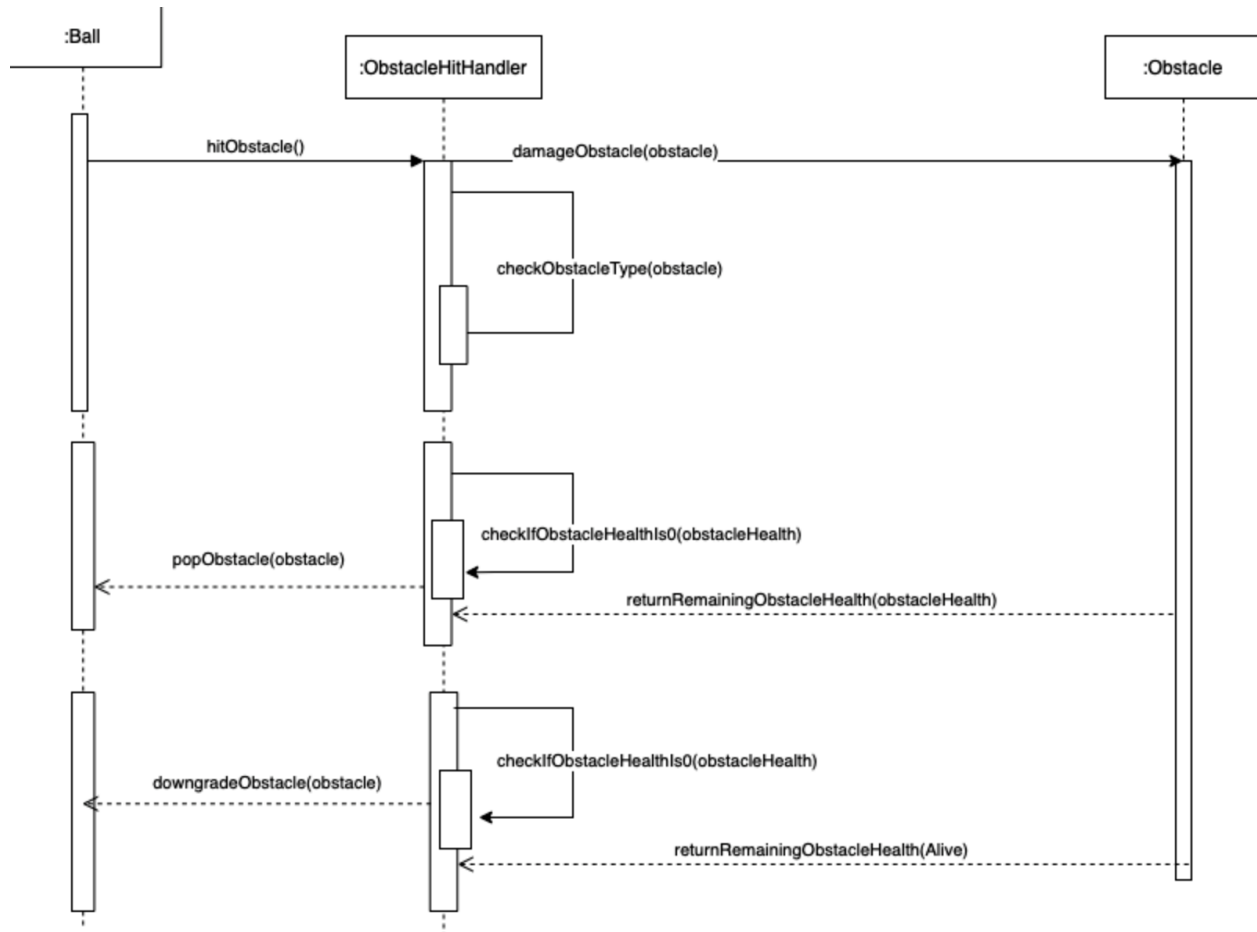 :Ball
:ObstacleHitHandler
:Obstacle
hitObstacle()
damageObstacle(obstacle)
checkObstacleType(obstacle)
checkIfObstacleHealthIs0(obstacleHealth)
popObstacle(obstacle)
returnRemainingObstacleHealth(obstacleHealth)
checkIfObstacleHealthIs0(obstacleHealth)
downgradeObstacle(obstacle)
returnRemainingObstacleHealth(Alive)